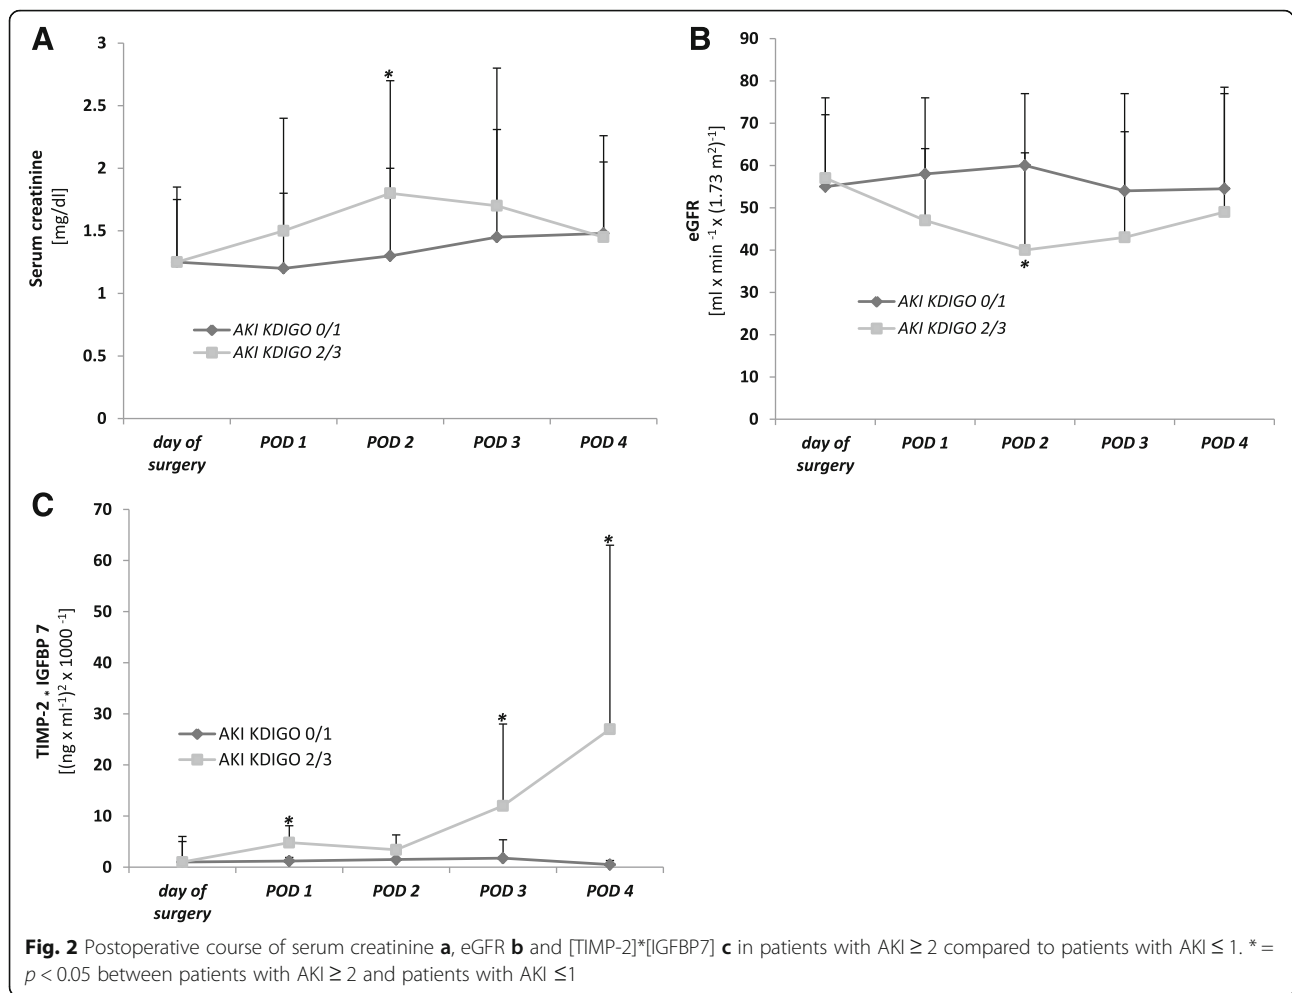 A
3
2.5
2
1.5
1
0.5
0
Serum creatinine
[mg/dl]
*
AKI KDIGO 0/1
AKI KDIGO 2/3
day of
surgery
POD 1
POD 2
POD 3
POD 4
B
90
80
70
60
50
40
30
20
10
0
eGFR
[ml x min⁻¹ x (1.73 m²)⁻¹]
*
AKI KDIGO 0/1
AKI KDIGO 2/3
day of
surgery
POD 1
POD 2
POD 3
POD 4
C
70
60
50
40
30
20
10
0
TIMP-2 * IGFBP 7
[(ng x ml⁻¹)² x 1000 ⁻¹]
*
*
*
AKI KDIGO 0/1
AKI KDIGO 2/3
day of
surgery
POD 1
POD 2
POD 3
POD 4
Fig. 2 Postoperative course of serum creatinine a, eGFR b and [TIMP-2]*[IGFBP7] c in patients with AKI ≥ 2 compared to patients with AKI ≤ 1. * =
p < 0.05 between patients with AKI ≥ 2 and patients with AKI ≤1